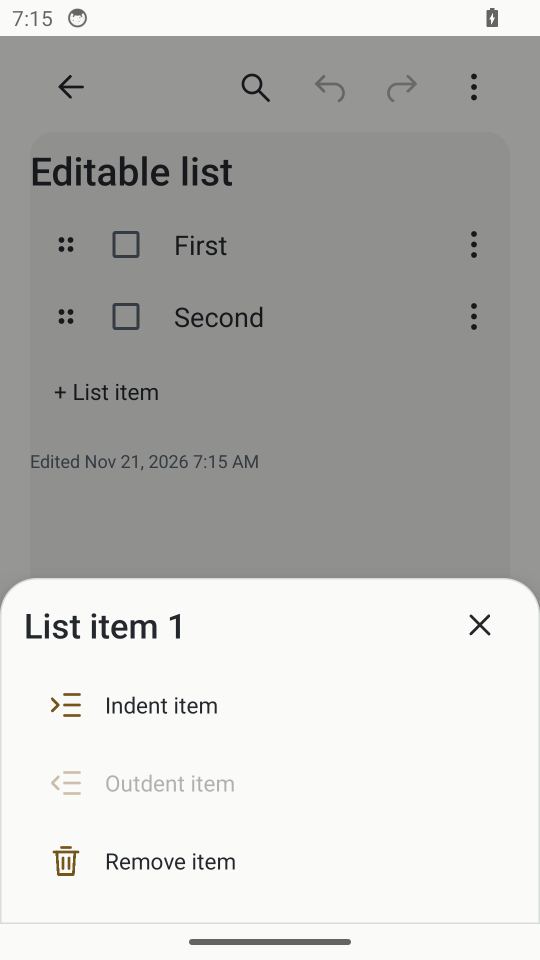 7:15
Editable list
First
Second
+ List item
Edited Nov 21, 2026 7:15 AM
List item 1
Indent item
Outdent item
Remove item